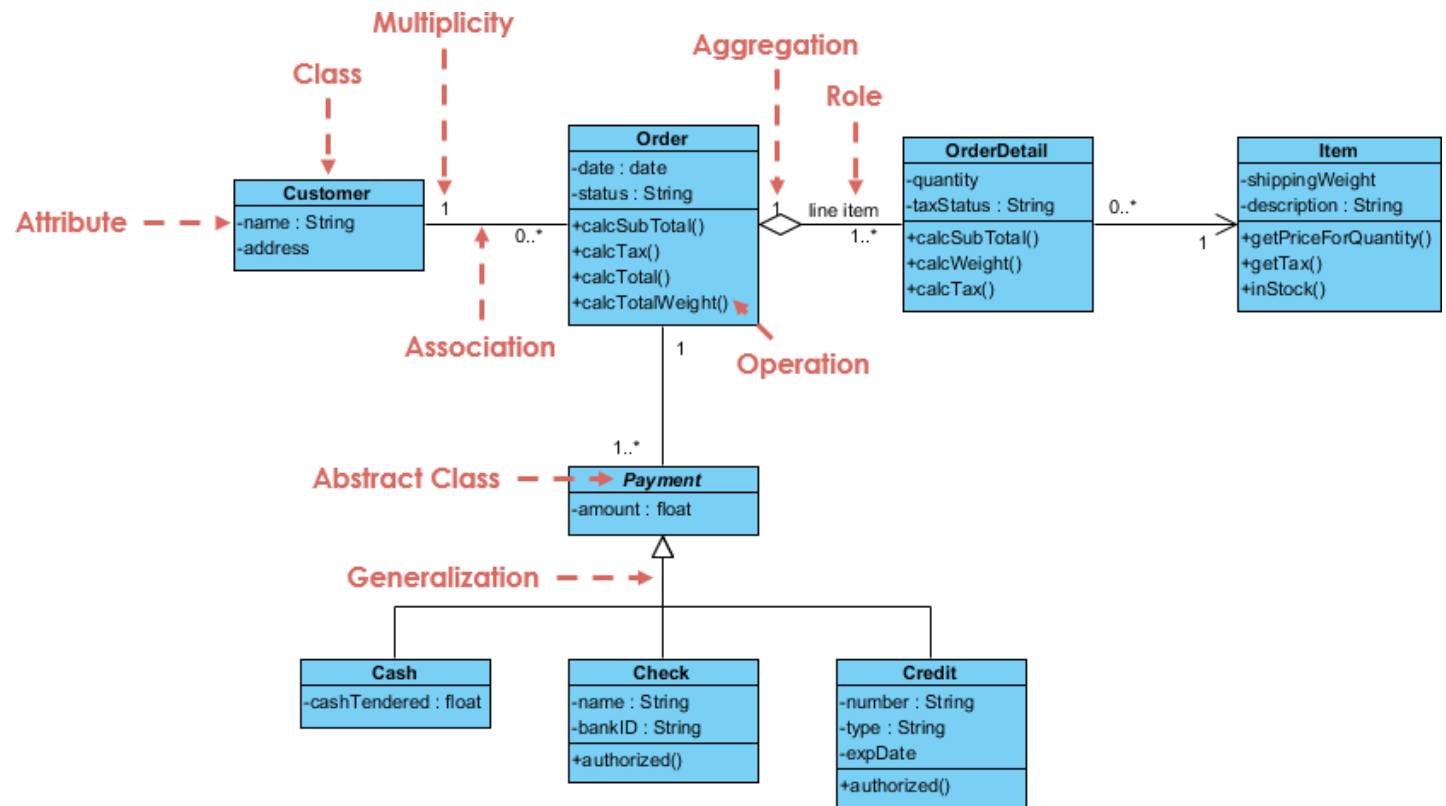 Multiplicity
Aggregation
Class
Role
Attribute
Customer
-name : String
-address
1
0..*
Association
Order
-date : date
-status : String
+calcSubTotal()
+calcTax()
+calcTotal()
+calcTotalWeight()
Operation
1
line item
1..*
OrderDetail
-quantity
-taxStatus : String
+calcSubTotal()
+calcWeight()
+calcTax()
0..*
1
Item
-shippingWeight
-description : String
+getPriceForQuantity()
+getTax()
+inStock()
1
1..*
Abstract Class
Payment
-amount : float
Generalization
Cash
-cashTendered : float
Check
-name : String
-bankID : String
+authorized()
Credit
-number : String
-type : String
-expDate
+authorized()